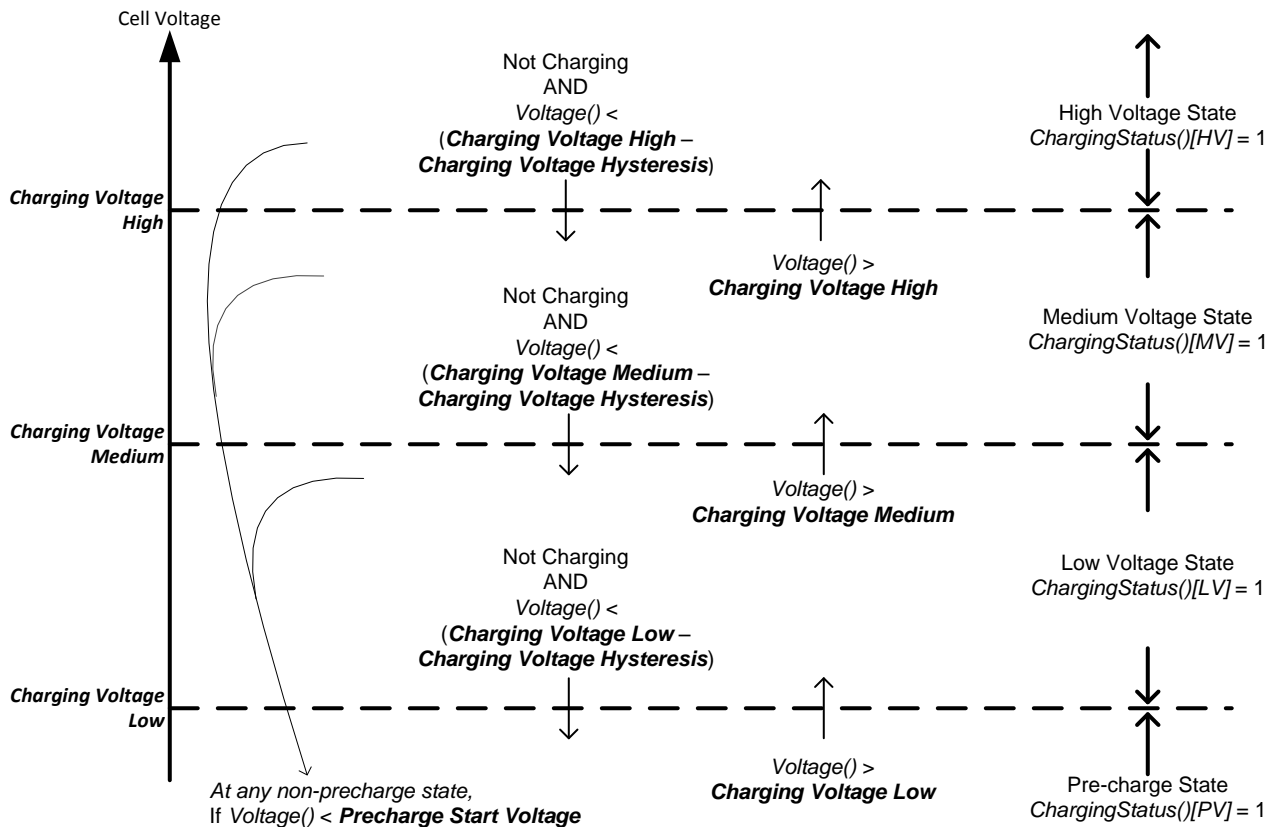 Cell Voltage
Not Charging
AND
Voltage() <
(Charging Voltage High –
Charging Voltage Hysteresis)
High Voltage State
ChargingStatus()[HV] = 1
Charging Voltage
High
Voltage() >
Charging Voltage High
Not Charging
AND
Voltage() <
(Charging Voltage Medium –
Charging Voltage Hysteresis)
Medium Voltage State
ChargingStatus()[MV] = 1
Charging Voltage
Medium
Voltage() >
Charging Voltage Medium
Not Charging
AND
Voltage() <
(Charging Voltage Low –
Charging Voltage Hysteresis)
Low Voltage State
ChargingStatus()[LV] = 1
Charging Voltage
Low
Voltage() >
Charging Voltage Low
Pre-charge State
ChargingStatus()[PV] = 1
At any non-precharge state,
If Voltage() < Precharge Start Voltage